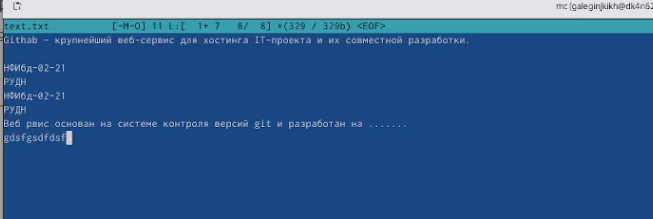 mc [galeginjkikh@dk4n62
text.txt [-M-O] 11 L:[ 1+ 7 8/ 8] *(329 / 329b) <EOF>
Githab - крупнейший веб-сервис для хостинга IT-проекта и их совместной разработки.
НФИбд-02-21
РУДН
НФИбд-02-21
РУДН
Веб рвис основан на системе контроля версий git и разработан на .......
gdsfgsdfdsf